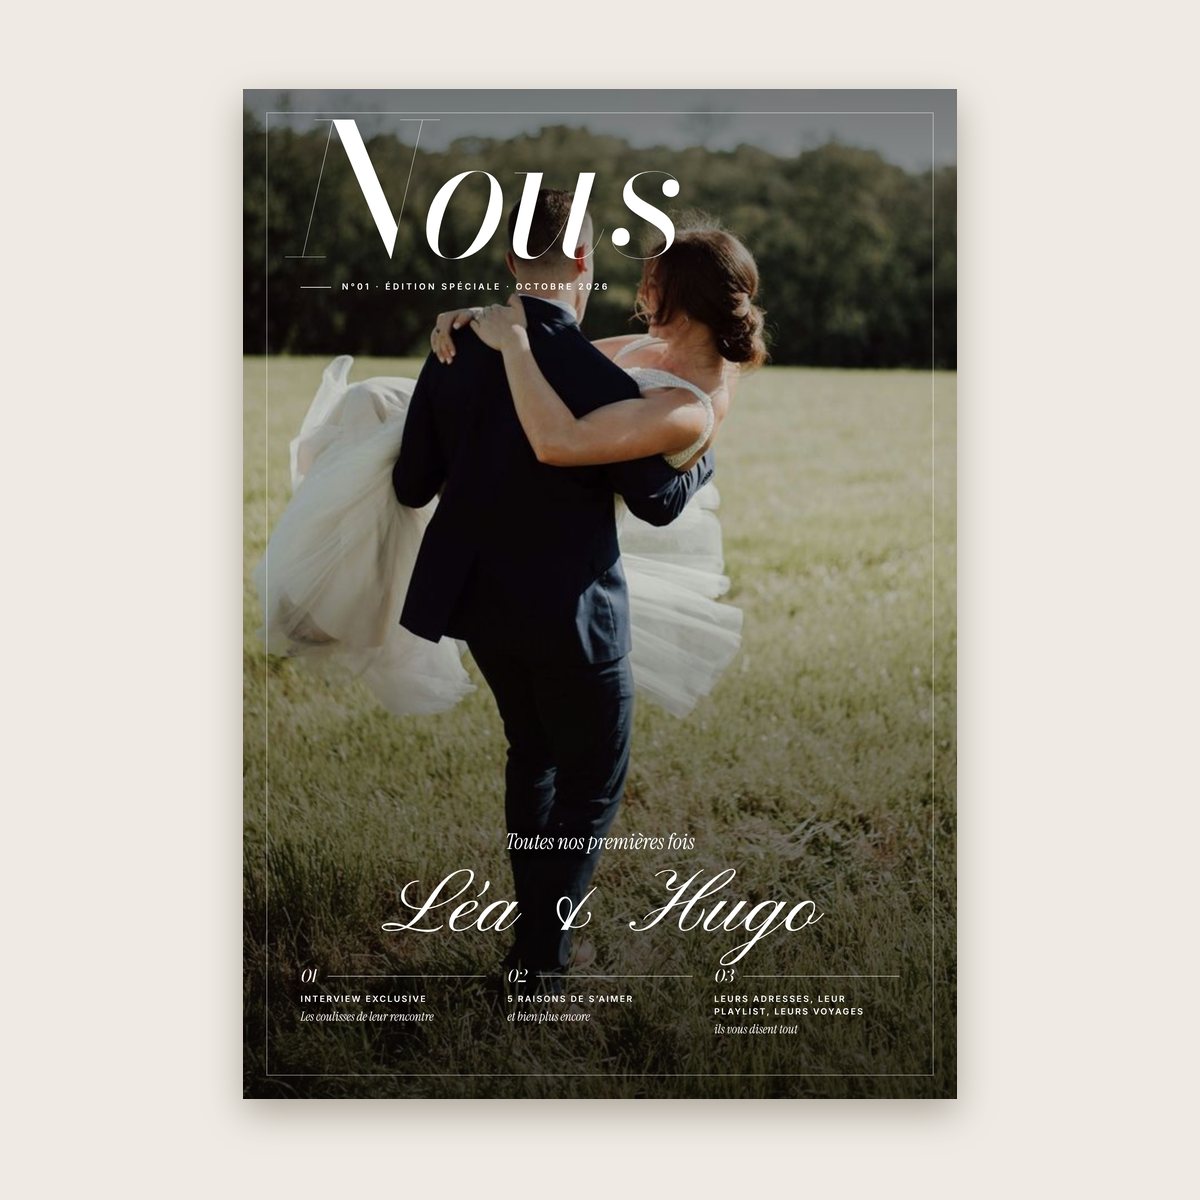 Nous
N°01 · ÉDITION SPÉCIALE · OCTOBRE 2026
Toutes nos premières fois
Léa & Hugo
01
INTERVIEW EXCLUSIVE
Les coulisses de leur rencontre
02
5 RAISONS DE S'AIMER
et bien plus encore
03
LEURS ADRESSES, LEUR
PLAYLIST, LEURS VOYAGES
ils vous disent tout